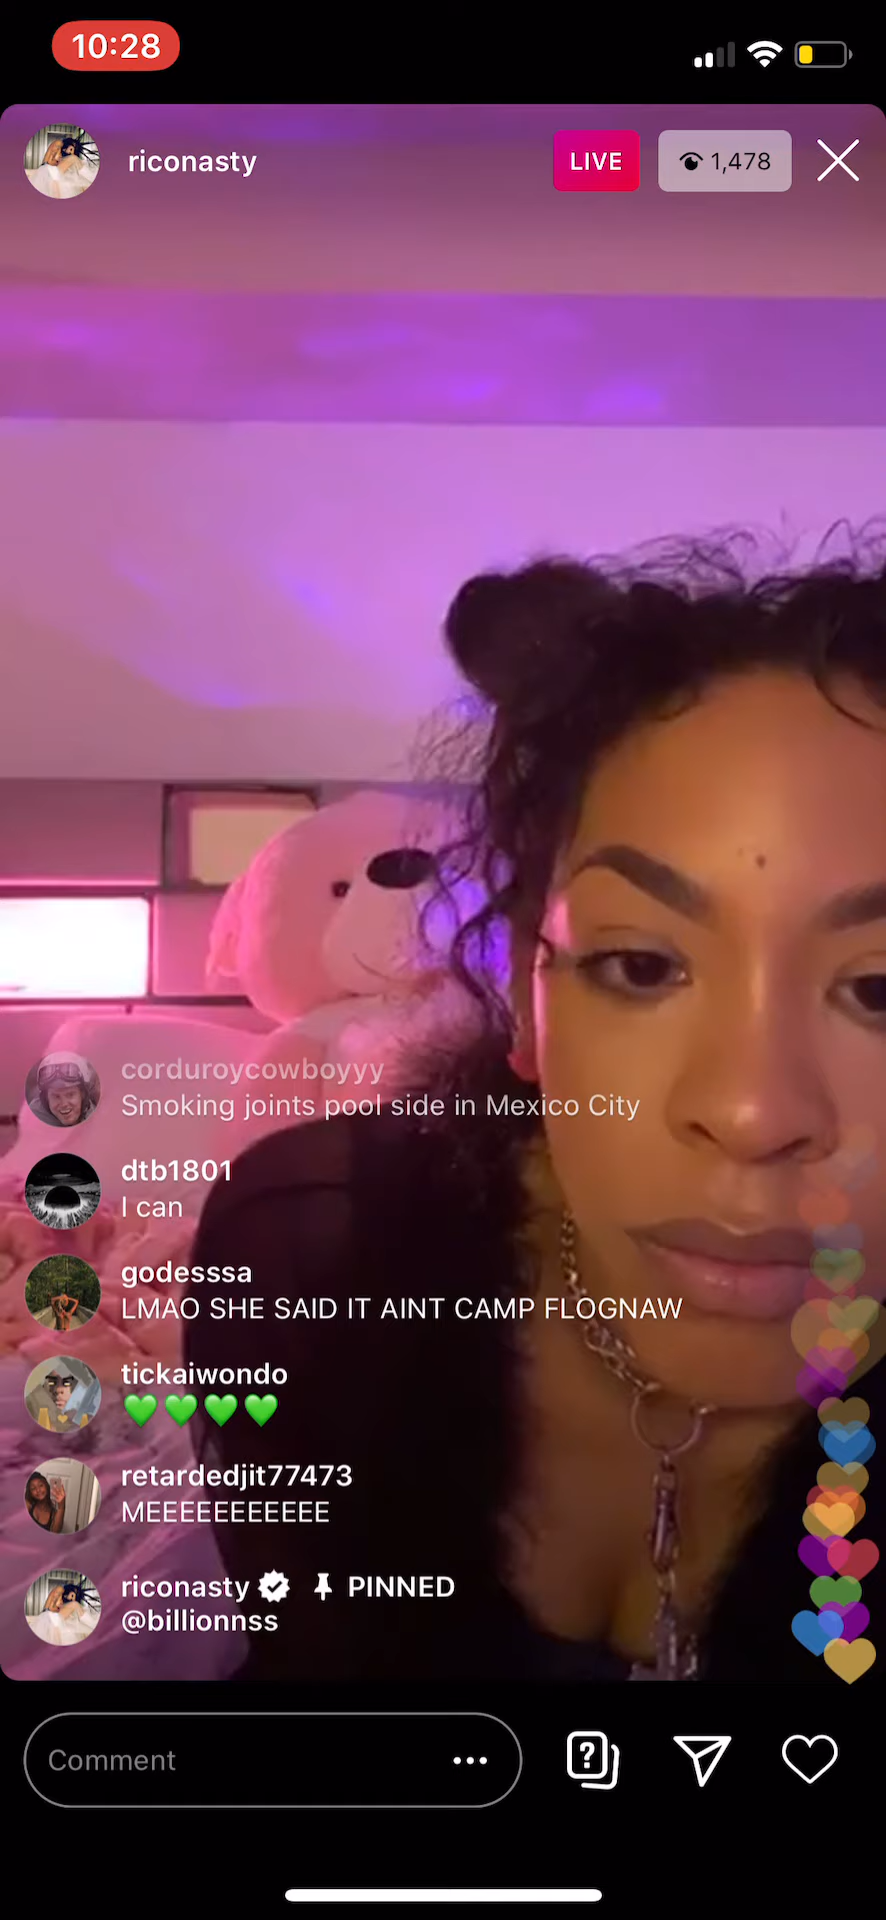 10:28
riconasty
LIVE
1,478
corduroycowboyyy
Smoking joints pool side in Mexico City
dtb1801
I can
godesssa
LMAO SHE SAID IT AINT CAMP FLOGNAW
tickaiwondo
💚💚💚💚
retardedjit77473
MEEEEEEEEEEE
riconasty PINNED
@billionnss
Comment